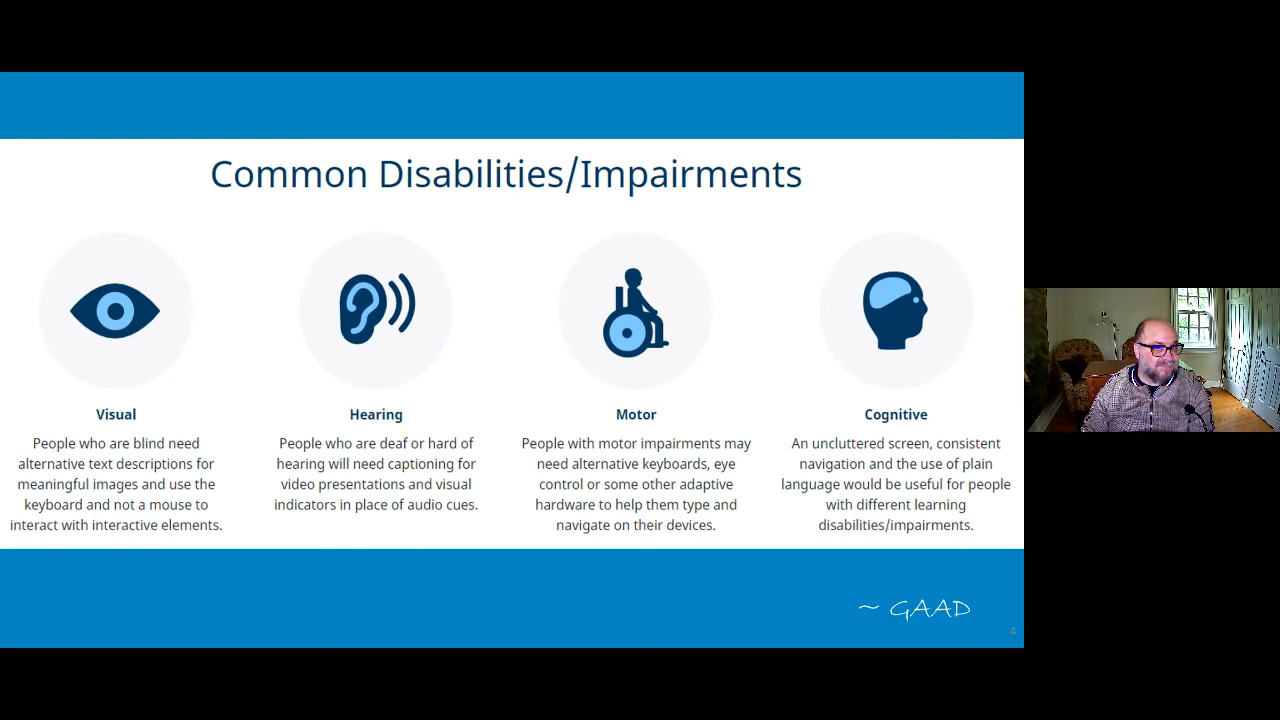 Common Disabilities/Impairments
Visual
People who are blind need
alternative text descriptions for
meaningful images and use the
keyboard and not a mouse to
interact with interactive elements.
Hearing
People who are deaf or hard of
hearing will need captioning for
video presentations and visual
indicators in place of audio cues.
Motor
People with motor impairments may
need alternative keyboards, eye
control or some other adaptive
hardware to help them type and
navigate on their devices.
Cognitive
An uncluttered screen, consistent
navigation and the use of plain
language would be useful for people
with different learning
disabilities/impairments.
~ GAAD
4